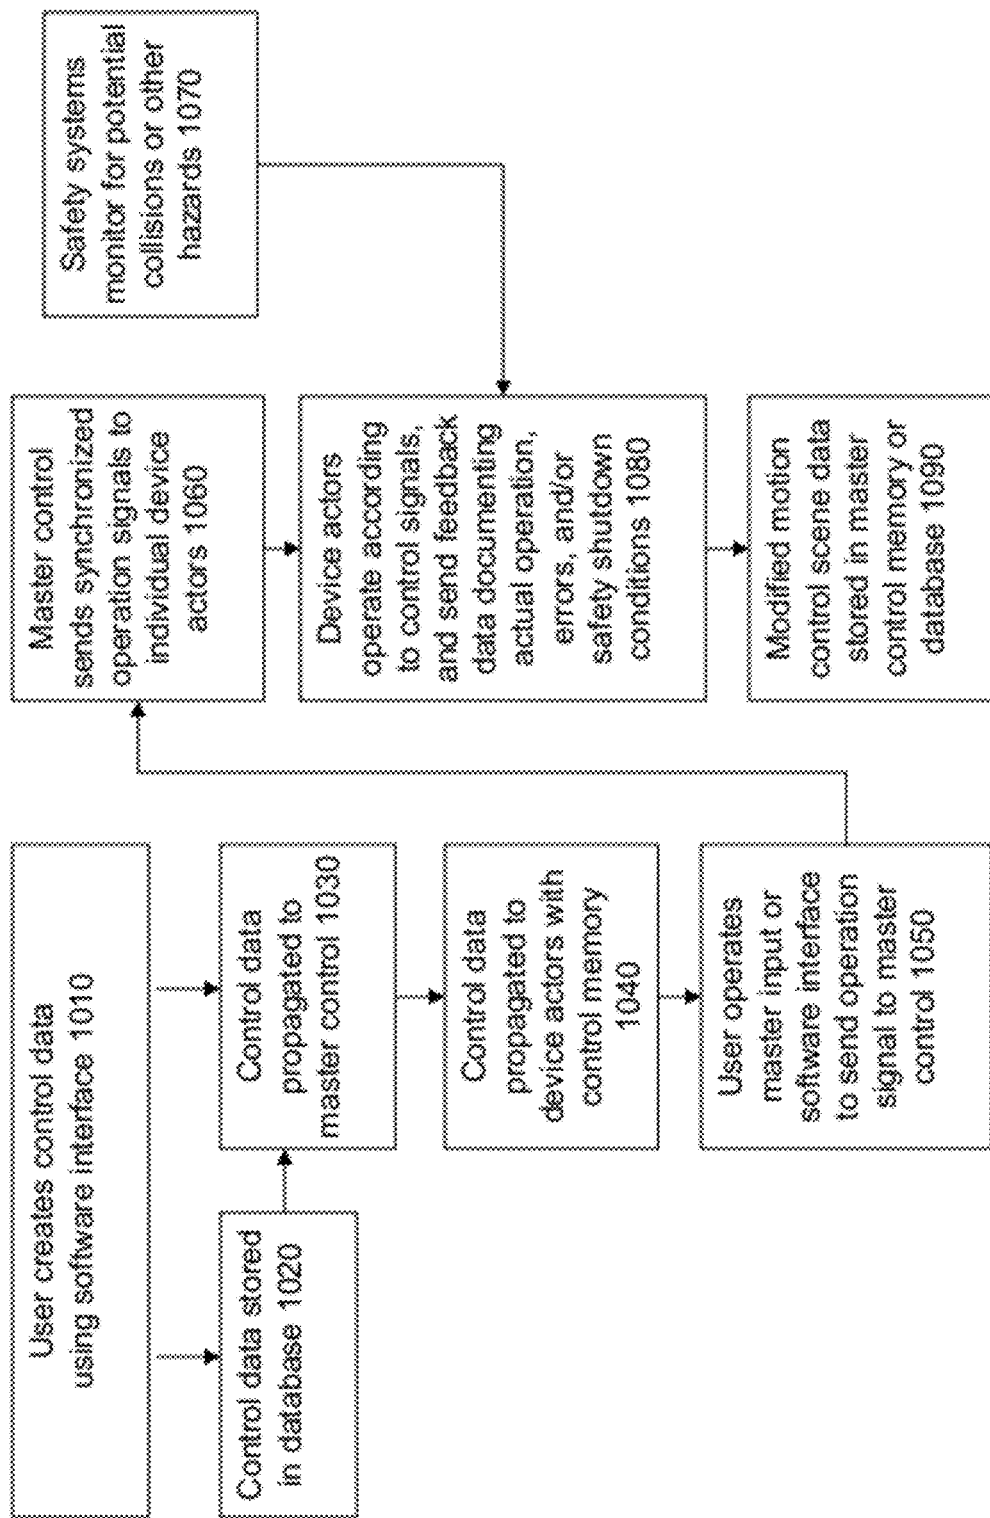 User creates control data
using software interface 1010
Control data stored
in database 1020
Control data
propagated to
master control 1030
Control data
propagated to
device actors with
control memory
1040
User operates
master input or
software interface
to send operation
signal to master
control 1050
Master control
sends synchronized
operation signals to
individual device
actors 1060
Safety systems
monitor for potential
collisions or other
hazards 1070
Device actors
operate according
to control signals,
and send feedback
data documenting
actual operation,
errors, and/or
safety shutdown
conditions 1080
Modified motion
control scene data
stored in master
control memory or
database 1090